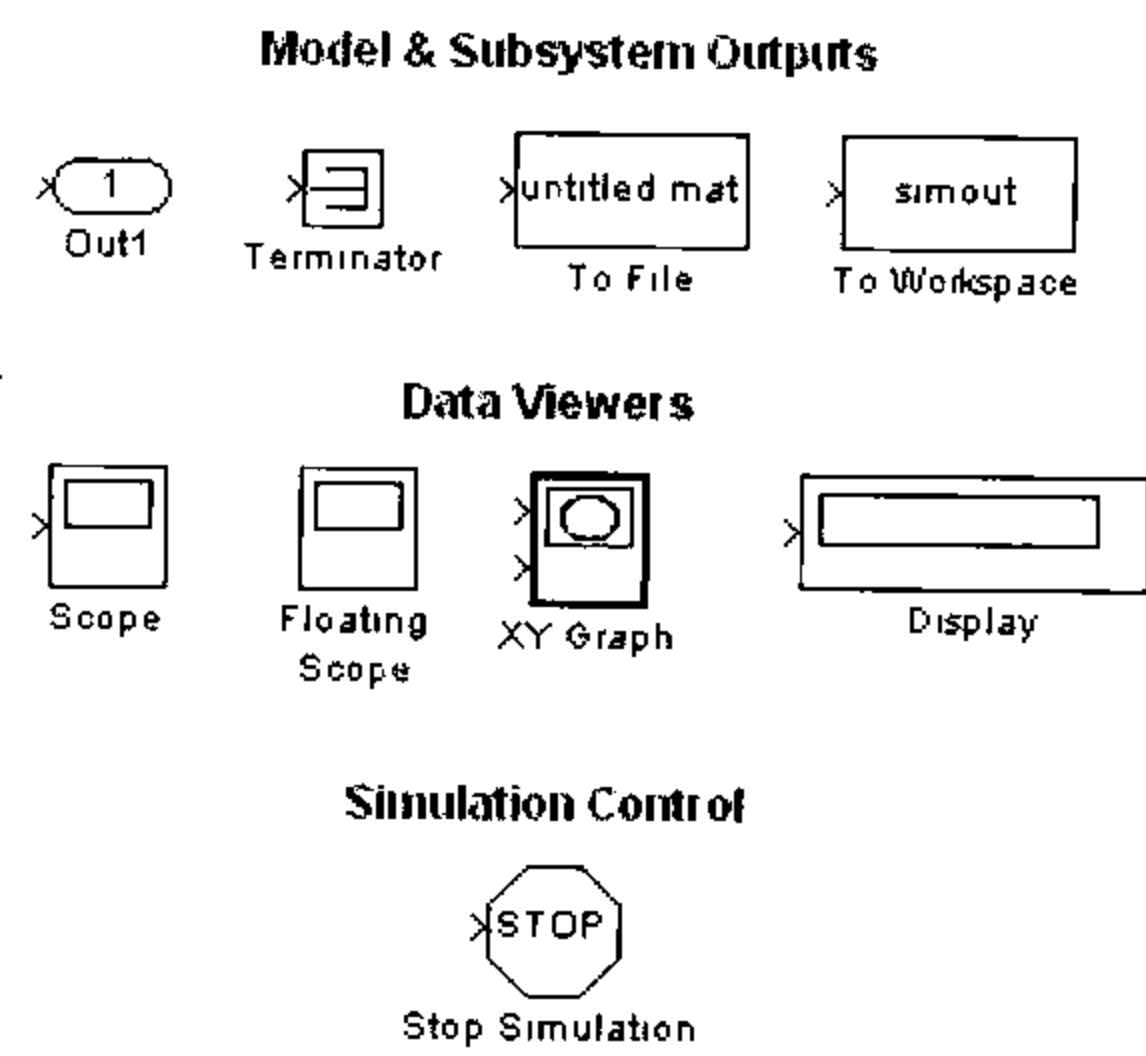 Model & Subsystem Outputs
1
Out1
Terminator
untitled mat
To File
simout
To Workspace
Data Viewers
Scope
Floating
Scope
XY Graph
Display
Simulation Control
STOP
Stop Simulation